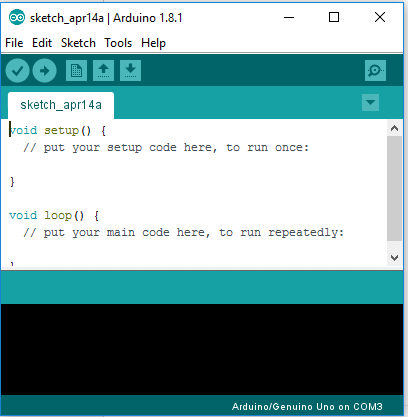 sketch_apr14a | Arduino 1.8.1
File Edit Sketch Tools Help
sketch_apr14a
void setup() {
  // put your setup code here, to run once:
}
void loop() {
  // put your main code here, to run repeatedly:
}
Arduino/Genuino Uno on COM3